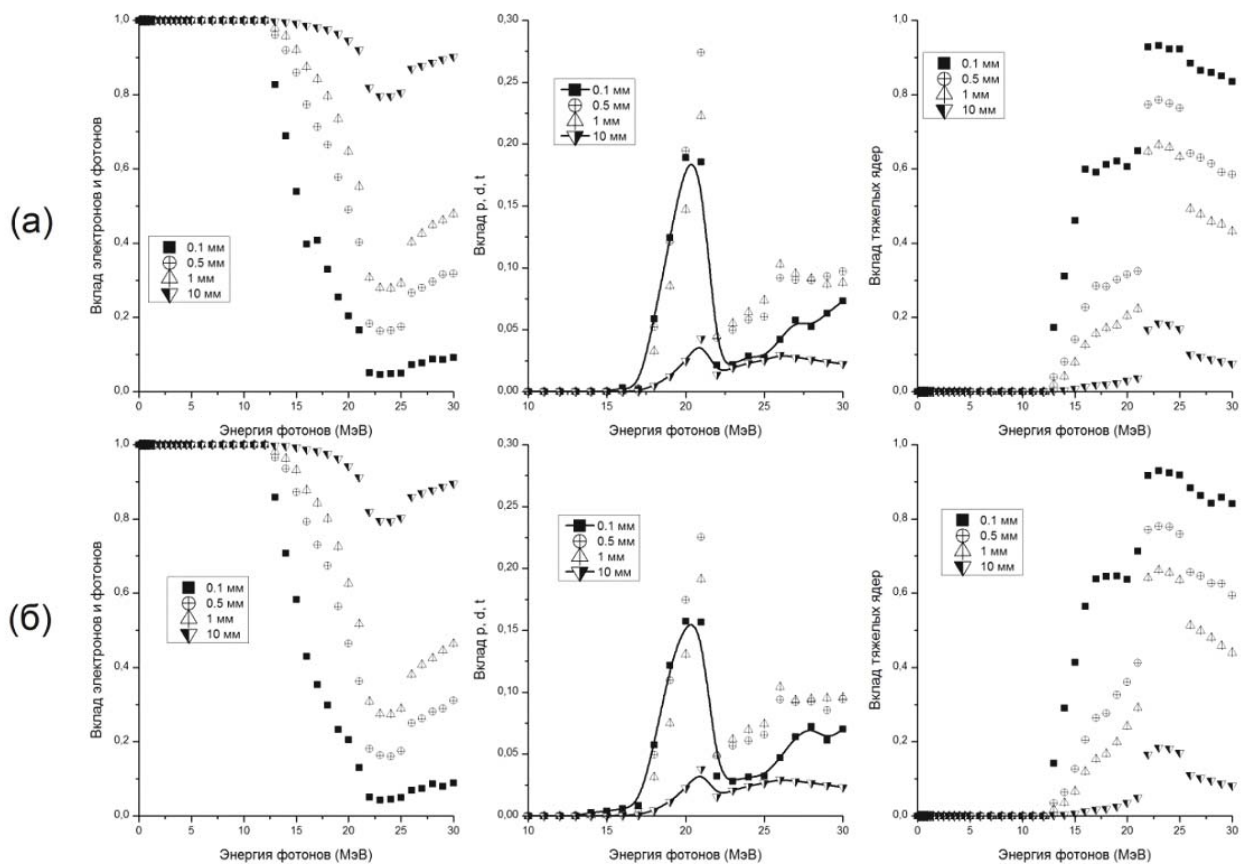 (а)
Вклад электронов и фотонов
1,0
0,8
0,6
0,4
0,2
0,0
0.1 мм
0.5 мм
1 мм
10 мм
0 5 10 15 20 25 30
Энергия фотонов (МэВ)
Вклад p, d, t
0,30
0,25
0,20
0,15
0,10
0,05
0,00
0.1 мм
0.5 мм
1 мм
10 мм
10 15 20 25 30
Энергия фотонов (МэВ)
Вклад тяжелых ядер
1,0
0,8
0,6
0,4
0,2
0,0
0.1 мм
0.5 мм
1 мм
10 мм
0 5 10 15 20 25 30
Энергия фотонов (МэВ)
(б)
Вклад электронов и фотонов
1,0
0,8
0,6
0,4
0,2
0,0
0.1 мм
0.5 мм
1 мм
10 мм
0 5 10 15 20 25 30
Энергия фотонов (МэВ)
Вклад p, d, t
0,30
0,25
0,20
0,15
0,10
0,05
0,00
0.1 мм
0.5 мм
1 мм
10 мм
10 15 20 25 30
Энергия фотонов (МэВ)
Вклад тяжелых ядер
1,0
0,8
0,6
0,4
0,2
0,0
0.1 мм
0.5 мм
1 мм
10 мм
0 5 10 15 20 25 30
Энергия фотонов (МэВ)